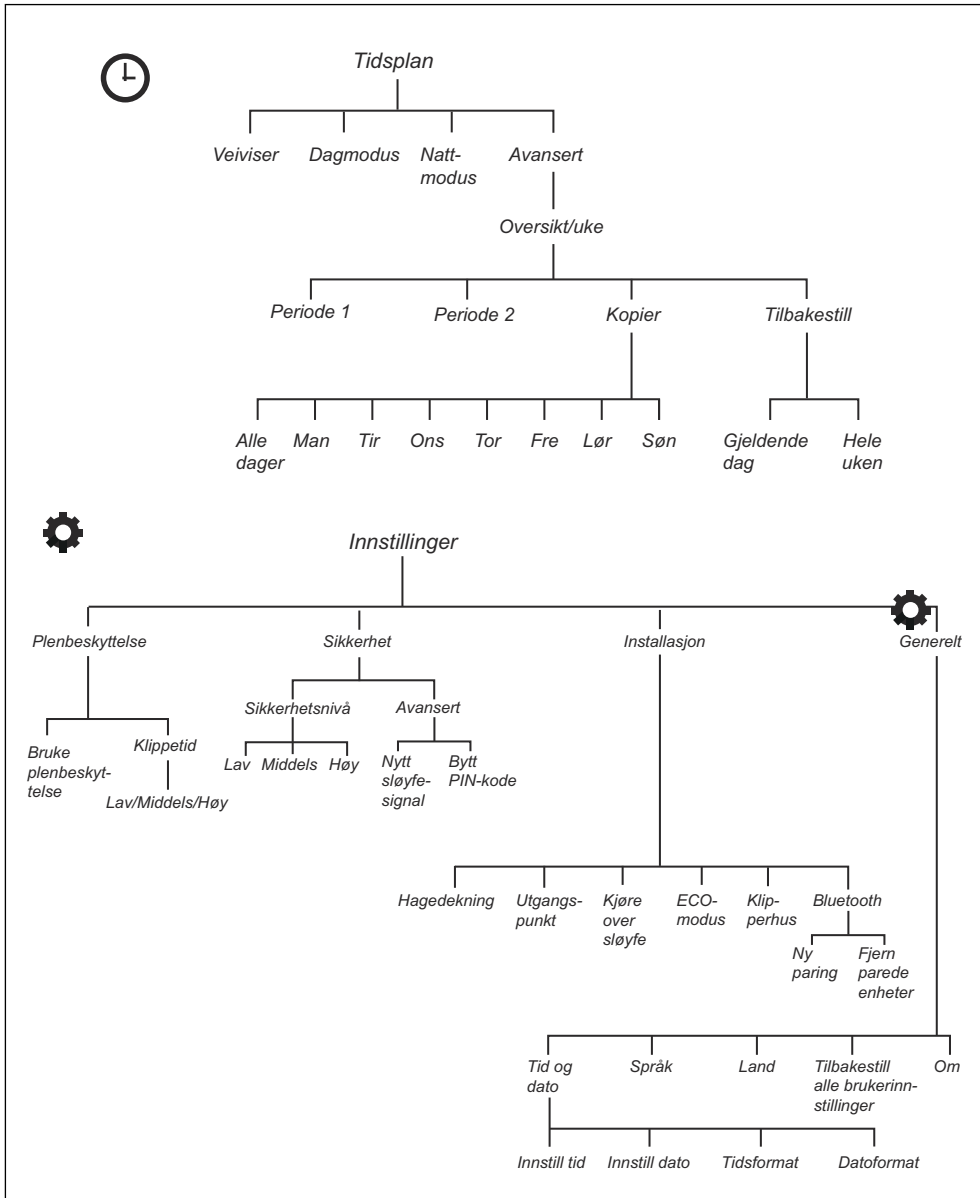 Tidsplan
Veiviser Dagmodus Natt- Avansert
modus
Oversikt/uke
Periode 1 Periode 2 Kopier Tilbakestill
Alle Man Tir Ons Tor Fre Lør Søn Gjeldende Hele
dager dag uken
Innstillinger
Plenbeskyttelse Sikkerhet Installasjon Generelt
Sikkerhetsnivå Avansert
Bruke Klippetid
plenbeskyt-
telse
Lav/Middels/Høy
Lav Middels Høy Nytt Bytt
sløyfe- PIN-kode
signal
Hagedekning Utgangs- Kjøre ECO- Klip- Bluetooth
punkt over modus perhus
sløyfe
Ny Fjern
paring parede
enheter
Tid og Språk Land Tilbakestill Om
dato alle brukerinn-
stillinger
Innstill tid Innstill dato Tidsformat Datoformat